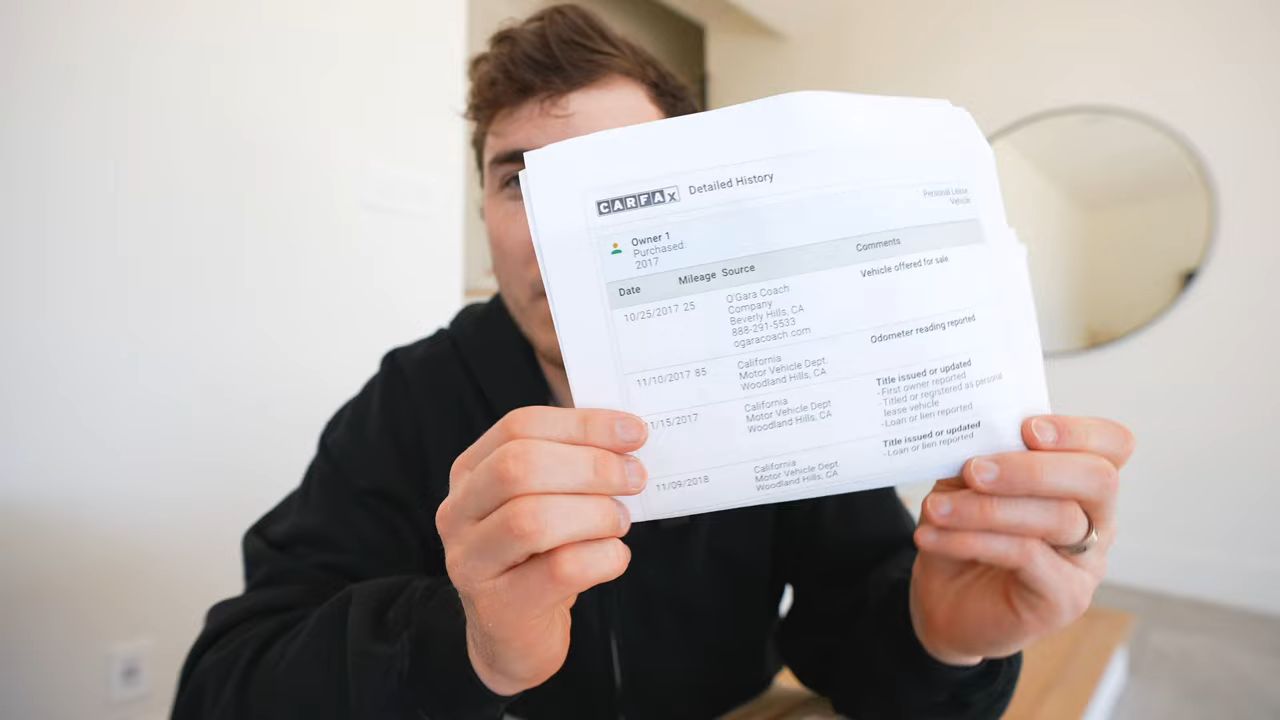 CARFAX Detailed History
Personal Lease
Vehicle
Owner 1
Purchased:
2017
Date Mileage Source Comments
10/25/2017 25 O'Gara Coach Vehicle offered for sale
Company
Beverly Hills, CA
888-291-5533
ogaracoach.com
11/10/2017 85 California Odometer reading reported
Motor Vehicle Dept.
Woodland Hills, CA
11/15/2017 California Title issued or updated
Motor Vehicle Dept. - First owner reported
Woodland Hills, CA - Titled or registered as personal
lease vehicle
- Loan or lien reported
11/09/2018 California Title issued or updated
Motor Vehicle Dept. - Loan or lien reported
Woodland Hills, CA